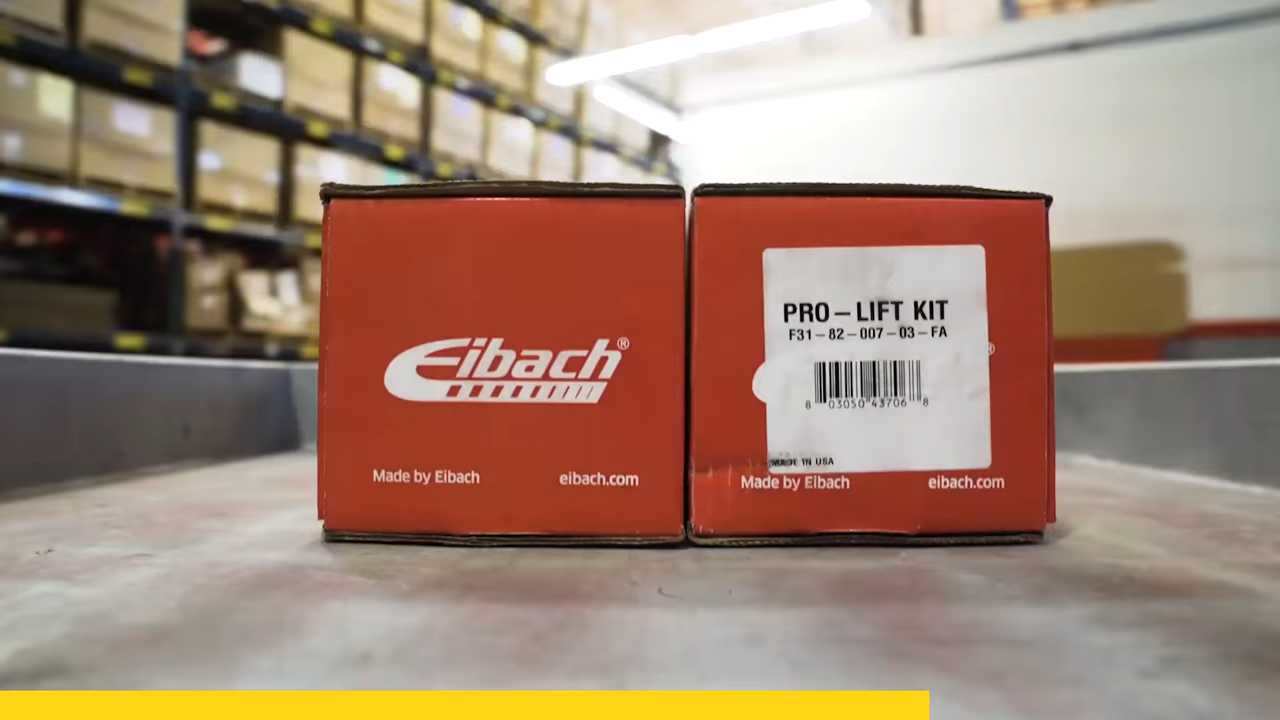 Eibach®
Made by Eibach eibach.com
PRO-LIFT KIT
F31-82-007-03-FA
8 03050 43706 8
MADE IN USA
®
Made by Eibach eibach.com